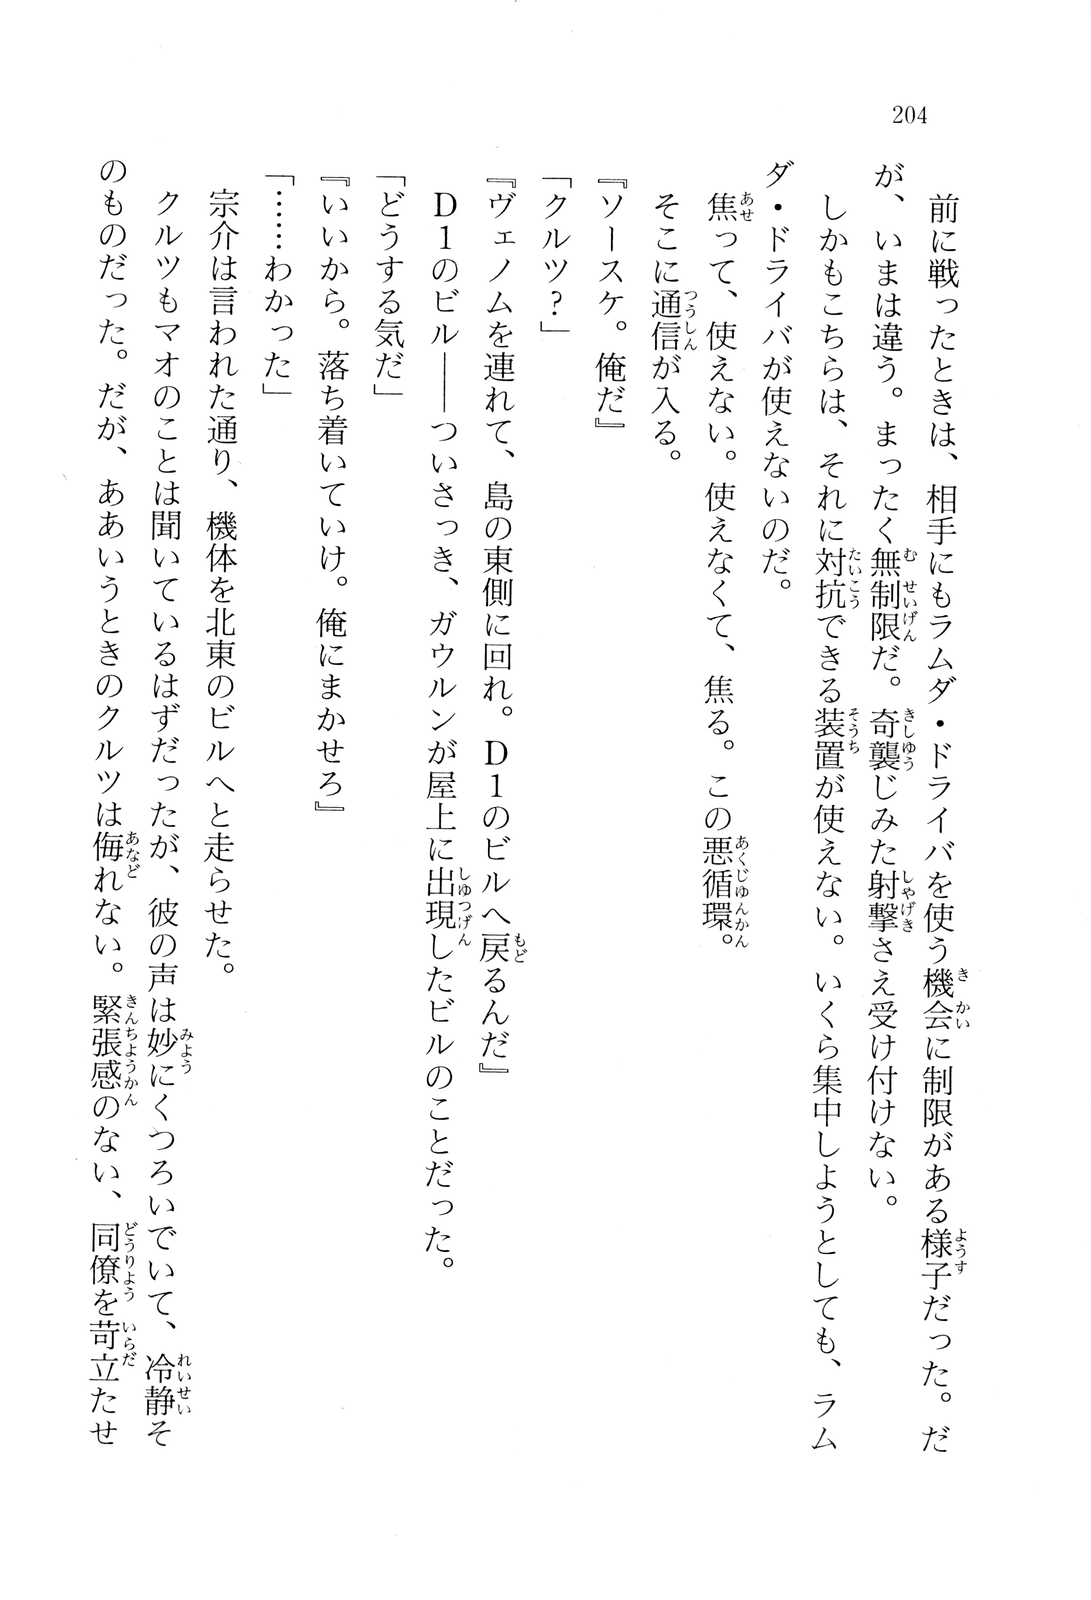 204
　前に戦ったときは、相手にもラムダ・ドライバを使う機会に制限がある様子だった。だ
が、いまは違う。まったく無制限だ。奇襲じみた射撃さえ受け付けない。
　しかもこちらは、それに対抗できる装置が使えない。いくら集中しようとしても、ラム
ダ・ドライバが使えないのだ。
　焦って、使えない。使えなくて、焦る。この悪循環。
　そこに通信が入る。
『ソースケ。俺だ』
「クルツ？」
『ヴェノムを連れて、島の東側に回れ。D1のビルへ戻るんだ』
　D1のビル――ついさっき、ガウルンが屋上に出現したビルのことだった。
「どうする気だ」
『いいから。落ち着いていけ。俺にまかせろ』
「……わかった」
　宗介は言われた通り、機体を北東のビルへと走らせた。
　クルツもマオのことは聞いているはずだったが、彼の声は妙にくつろいでいて、冷静そ
のものだった。だが、ああいうときのクルツは侮れない。緊張感のない、同僚を苛立たせ